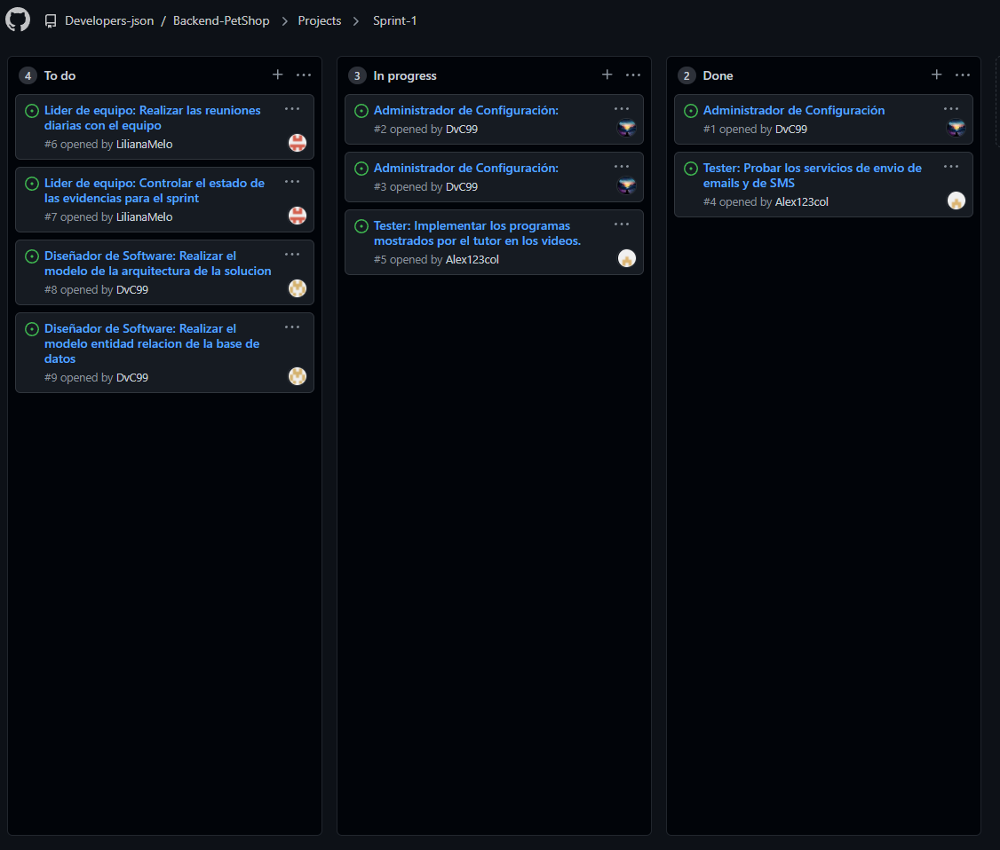 Developers-json / Backend-PetShop > Projects > Sprint-1
4 To do
Lider de equipo: Realizar las reuniones
diarias con el equipo
#6 opened by LilianaMelo
Lider de equipo: Controlar el estado de
las evidencias para el sprint
#7 opened by LilianaMelo
Diseñador de Software: Realizar el
modelo de la arquitectura de la solucion
#8 opened by DvC99
Diseñador de Software: Realizar el
modelo entidad relacion de la base de
datos
#9 opened by DvC99
3 In progress
Administrador de Configuración:
#2 opened by DvC99
Administrador de Configuración:
#3 opened by DvC99
Tester: Implementar los programas
mostrados por el tutor en los videos.
#5 opened by Alex123col
2 Done
Administrador de Configuración
#1 opened by DvC99
Tester: Probar los servicios de envio de
emails y de SMS
#4 opened by Alex123col